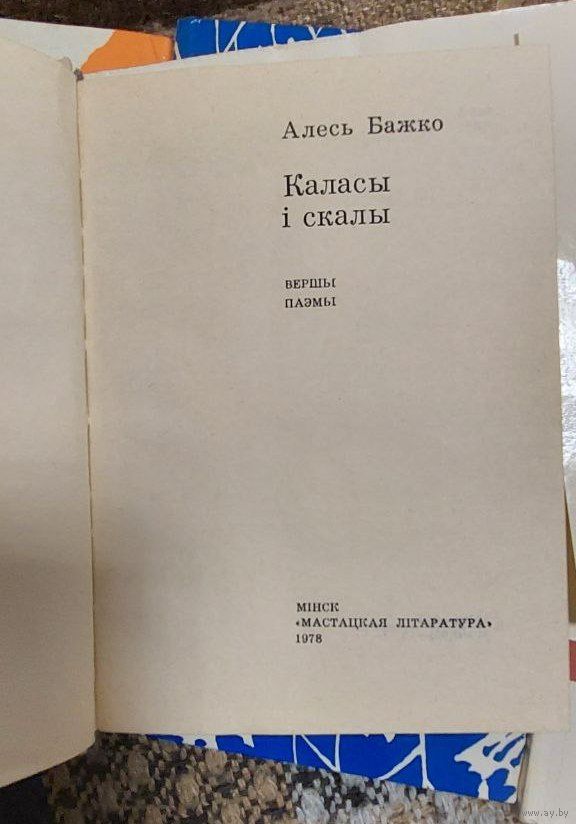 Алесь Бажко
Каласы
і скалы
ВЕРШЫ
ПАЭМЫ
МІНСК
«МАСТАЦКАЯ ЛІТАРАТУРА»
1978
www.ay.by